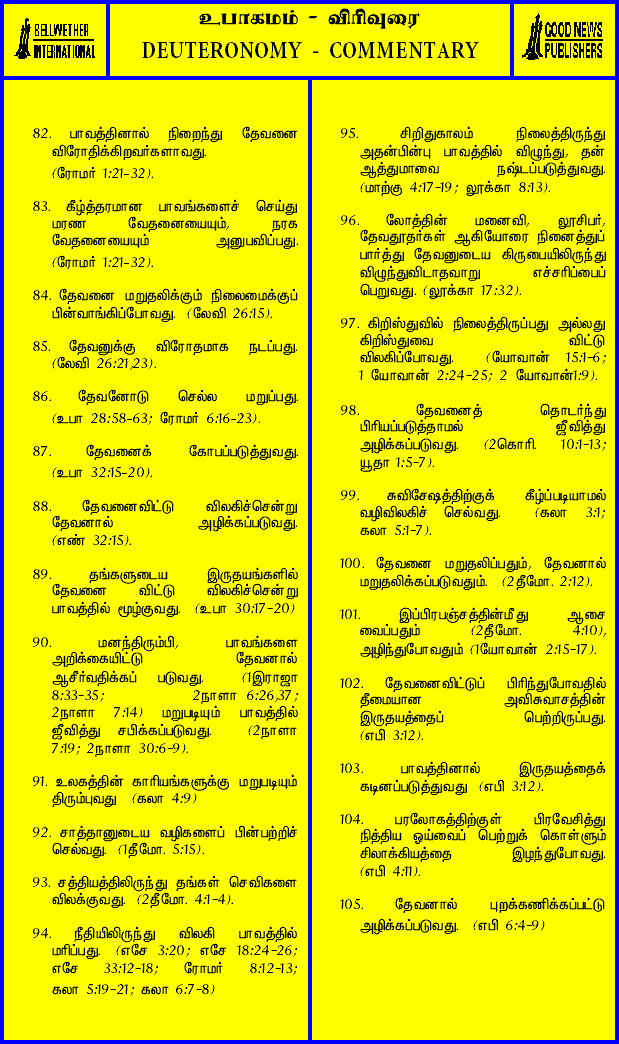 BELLWETHER
INTERNATIONAL
உபாகமம் - விரிவுரை
DEUTERONOMY - COMMENTARY
GOOD NEWS
PUBLISHERS
82. பாவத்தினால் நிறைந்து தேவனை
விரோதிக்கிறவர்களாவது.
(ரோமர் 1:21-32).
83. கீழ்த்தரமான பாவங்களைச் செய்து
மரண வேதனையையும், நரக
வேதனையையும் அனுபவிப்பது.
(ரோமர் 1:21-32).
84. தேவனை மறுதலிக்கும் நிலைமைக்குப்
பின்வாங்கிப்போவது. (லேவி 26:15).
85. தேவனுக்கு விரோதமாக நடப்பது.
(லேவி 26:21,23).
86. தேவனோடு செல்ல மறுப்பது.
(உபா 28:58-63; ரோமர் 6:16-23).
87. தேவனைக் கோபப்படுத்துவது.
(உபா 32:15-20).
88. தேவனைவிட்டு விலகிச்சென்று
தேவனால் அழிக்கப்படுவது.
(எண் 32:15).
89. தங்களுடைய இருதயங்களில்
தேவனை விட்டு விலகிச்சென்று
பாவத்தில் மூழ்குவது. (உபா 30:17-20)
90. மனந்திரும்பி, பாவங்களை
அறிக்கையிட்டு தேவனால்
ஆசீர்வதிக்கப் படுவது. (1இராஜா
8:33-35; 2நாளா 6:26,37;
2நாளா 7:14) மறுபடியும் பாவத்தில்
ஜீவித்து சபிக்கப்படுவது. (2நாளா
7:19; 2நாளா 30:6-9).
91. உலகத்தின் காரியங்களுக்கு மறுபடியும்
திரும்புவது (கலா 4:9)
92. சாத்தானுடைய வழிகளைப் பின்பற்றிச்
செல்வது. (1தீமோ. 5:15).
93. சத்தியத்திலிருந்து தங்கள் செவிகளை
விலக்குவது. (2தீமோ. 4:1-4).
94. நீதியிலிருந்து விலகி பாவத்தில்
மரிப்பது. (எசே 3:20; எசே 18:24-26;
எசே 33:12-18; ரோமர் 8:12-13;
கலா 5:19-21; கலா 6:7-8)
95. சிறிதுகாலம் நிலைத்திருந்து
அதன்பின்பு பாவத்தில் விழுந்து, தன்
ஆத்துமாவை நஷ்டப்படுத்துவது.
(மாற்கு 4:17-19; லூக்கா 8:13).
96. லோத்தின் மனைவி, லூசிபர்,
தேவதூதர்கள் ஆகியோரை நினைத்துப்
பார்த்து தேவனுடைய கிருபையிலிருந்து
விழுந்துவிடாதவாறு எச்சரிப்பைப்
பெறுவது. (லூக்கா 17:32).
97. கிறிஸ்துவில் நிலைத்திருப்பது அல்லது
கிறிஸ்துவை விட்டு
விலகிப்போவது. (யோவான் 15:1-6;
1 யோவான் 2:24-25; 2 யோவான்1:9).
98. தேவனைத் தொடர்ந்து
பிரியப்படுத்தாமல் ஜீவித்து
அழிக்கப்படுவது. (2கொரி. 10:1-13;
யூதா 1:5-7).
99. சுவிசேஷத்திற்குக் கீழ்ப்படியாமல்
வழிவிலகிச் செல்வது. (கலா 3:1;
கலா 5:1-7).
100. தேவனை மறுதலிப்பதும், தேவனால்
மறுதலிக்கப்படுவதும். (2தீமோ. 2:12).
101. இப்பிரபஞ்சத்தின்மீது ஆசை
வைப்பதும் (2தீமோ. 4:10),
அழிந்துபோவதும் (1யோவான் 2:15-17).
102. தேவனைவிட்டுப் பிரிந்துபோவதில்
தீமையான அவிசுவாசத்தின்
இருதயத்தைப் பெற்றிருப்பது.
(எபி 3:12).
103. பாவத்தினால் இருதயத்தைக்
கடினப்படுத்துவது (எபி 3:12).
104. பரலோகத்திற்குள் பிரவேசித்து
நித்திய ஓய்வைப் பெற்றுக் கொள்ளும்
சிலாக்கியத்தை இழந்துபோவது.
(எபி 4:11).
105. தேவனால் புறக்கணிக்கப்பட்டு
அழிக்கப்படுவது. (எபி 6:4-9)